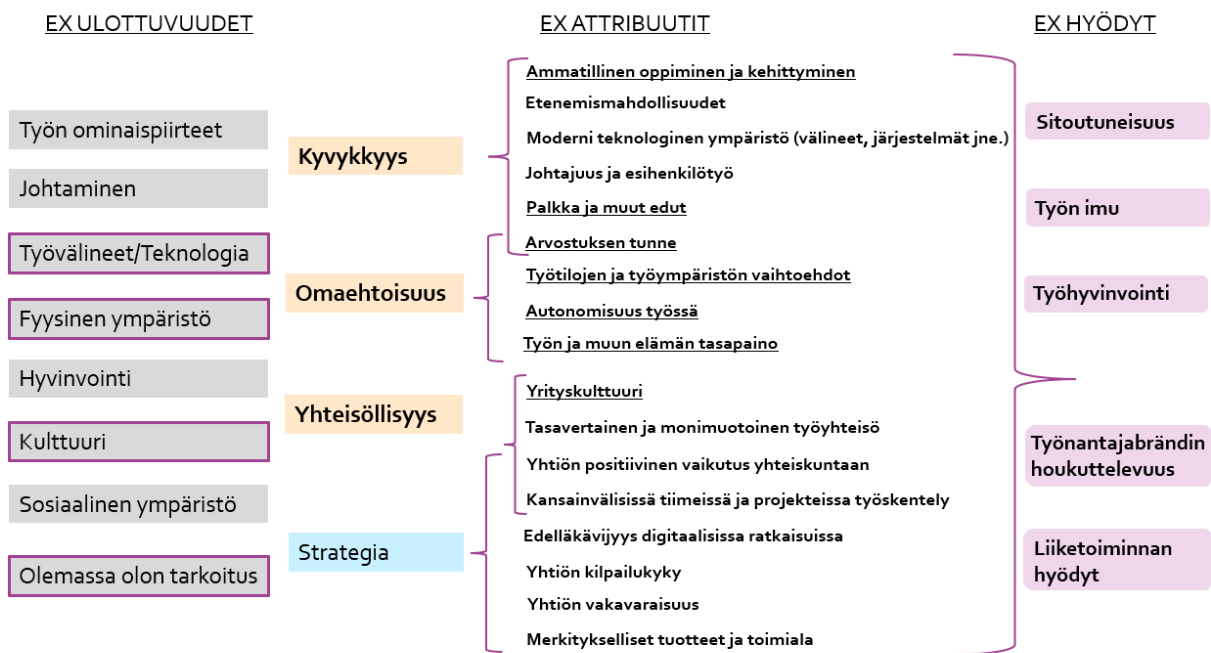 EX ULOTTUVUUDET
Työn ominaispiirteet
Johtaminen
Työvälineet/Teknologia
Fyysinen ympäristö
Hyvinvointi
Kulttuuri
Sosiaalinen ympäristö
Olemassa olon tarkoitus
Kyvykkyys
Omaehtoisuus
Yhteisöllisyys
Strategia
EX ATTRIBUUTIT
Ammatillinen oppiminen ja kehittyminen
Etenemismahdollisuudet
Moderni teknologinen ympäristö (välineet, järjestelmät jne.)
Johtajuus ja esihenkilötyö
Palkka ja muut edut
Arvostuksen tunne
Työtilojen ja työympäristön vaihtoehdot
Autonomisuus työssä
Työn ja muun elämän tasapaino
Yrityskulttuuri
Tasavertainen ja monimuotoinen työyhteisö
Yhtiön positiivinen vaikutus yhteiskuntaan
Kansainvälisissä tiimeissä ja projekteissa työskentely
Edelläkävijyys digitaalisissa ratkaisuissa
Yhtiön kilpailukyky
Yhtiön vakavaraisuus
Merkitykselliset tuotteet ja toimiala
EX HYÖDYT
Sitoutuneisuus
Työn imu
Työhyvinvointi
Työnantajabrändin
houkuttelevuus
Liiketoiminnan
hyödyt